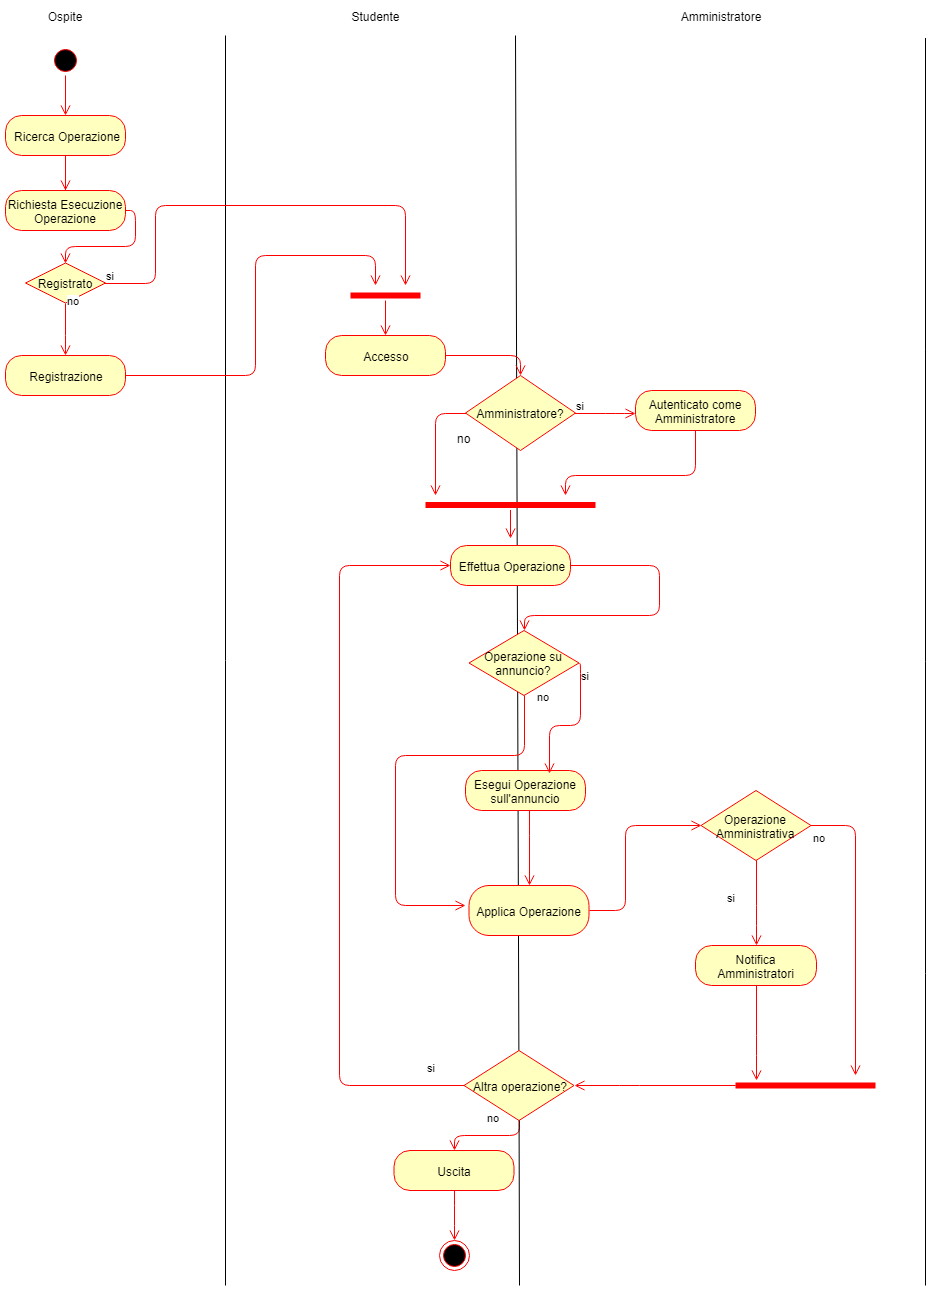 Ospite
Studente
Amministratore
Ricerca Operazione
Richiesta Esecuzione
Operazione
Registrato
si
no
Registrazione
Accesso
Amministratore?
si
no
Autenticato come
Amministratore
Effettua Operazione
Operazione su
annuncio?
si
no
Esegui Operazione
sull'annuncio
Operazione
Amministrativa
no
si
Applica Operazione
Notifica
Amministratori
si
Altra operazione?
no
Uscita